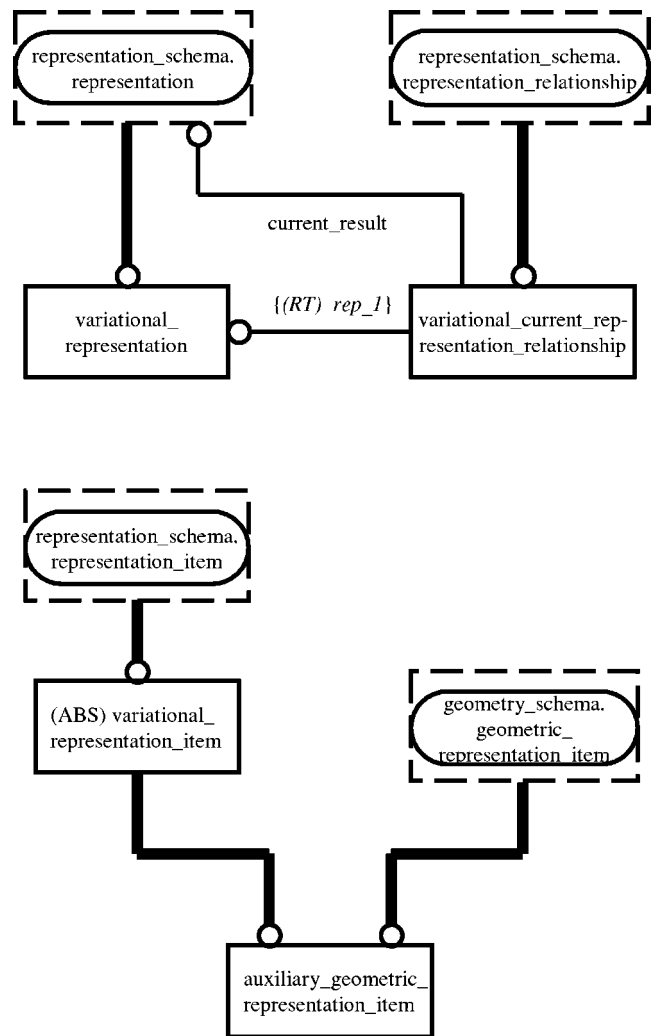 representation_schema.
representation
representation_schema.
representation_relationship
current_result
{(RT) rep_1}
variational_
representation
variational_current_rep-
resentation_relationship
representation_schema.
representation_item
(ABS) variational_
representation_item
geometry_schema.
geometric_
representation_item
auxiliary_geometric_
representation_item